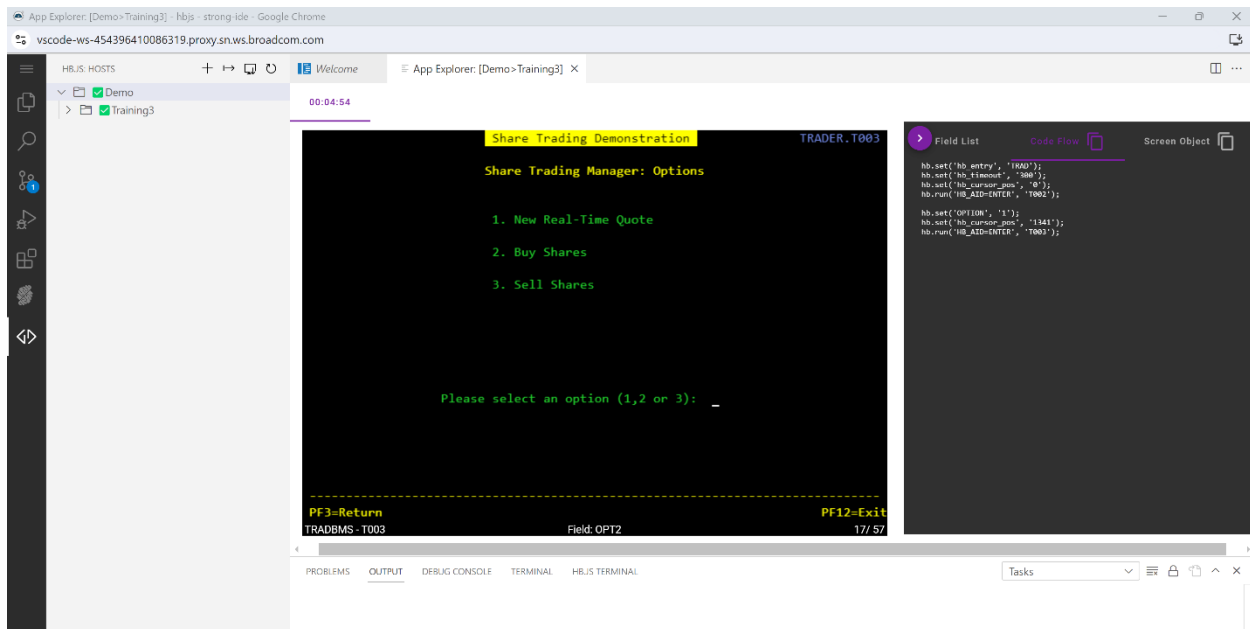 App Explorer: [Demo>Training3] - hbjs - strong-ide - Google Chrome
vscode-ws-454396410086319.proxy.sn.ws.broadcom.com
HB.JS: HOSTS
Welcome
App Explorer: [Demo>Training3]
Demo
Training3
1
00:04:54
Share Trading Demonstration
TRADER.T003
Share Trading Manager: Options
1. New Real-Time Quote
2. Buy Shares
3. Sell Shares
Please select an option (1,2 or 3): _
PF3=Return
PF12=Exit
TRADBMS - T003
Field: OPT2
17/ 57
Field List
Code Flow
Screen Object
hb.set('hb_entry', 'TRAD');
hb.set('hb_timeout', '300');
hb.set('hb_cursor_pos', '0');
hb.run('HB_AID=ENTER', 'T002');
hb.set('OPTION', '1');
hb.set('hb_cursor_pos', '1341');
hb.run('HB_AID=ENTER', 'T003');
PROBLEMS
OUTPUT
DEBUG CONSOLE
TERMINAL
HB.JS TERMINAL
Tasks